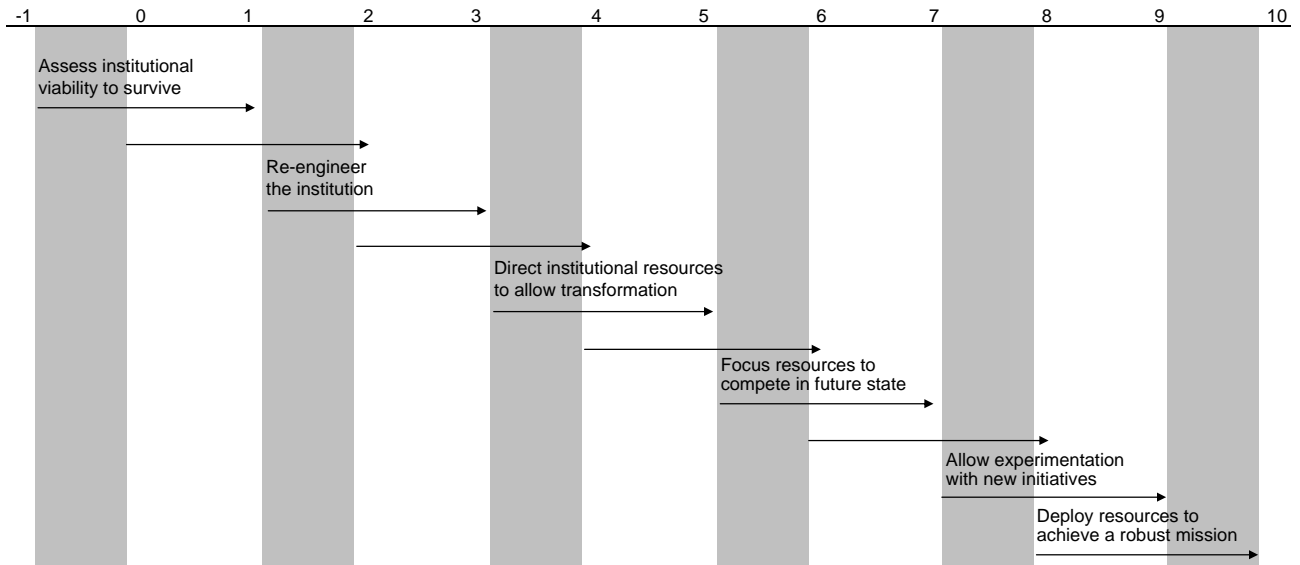 -1 0 1 2 3 4 5 6 7 8 9 10
Assess institutional
viability to survive
Re-engineer
the institution
Direct institutional resources
to allow transformation
Focus resources to
compete in future state
Allow experimentation
with new initiatives
Deploy resources to
achieve a robust mission